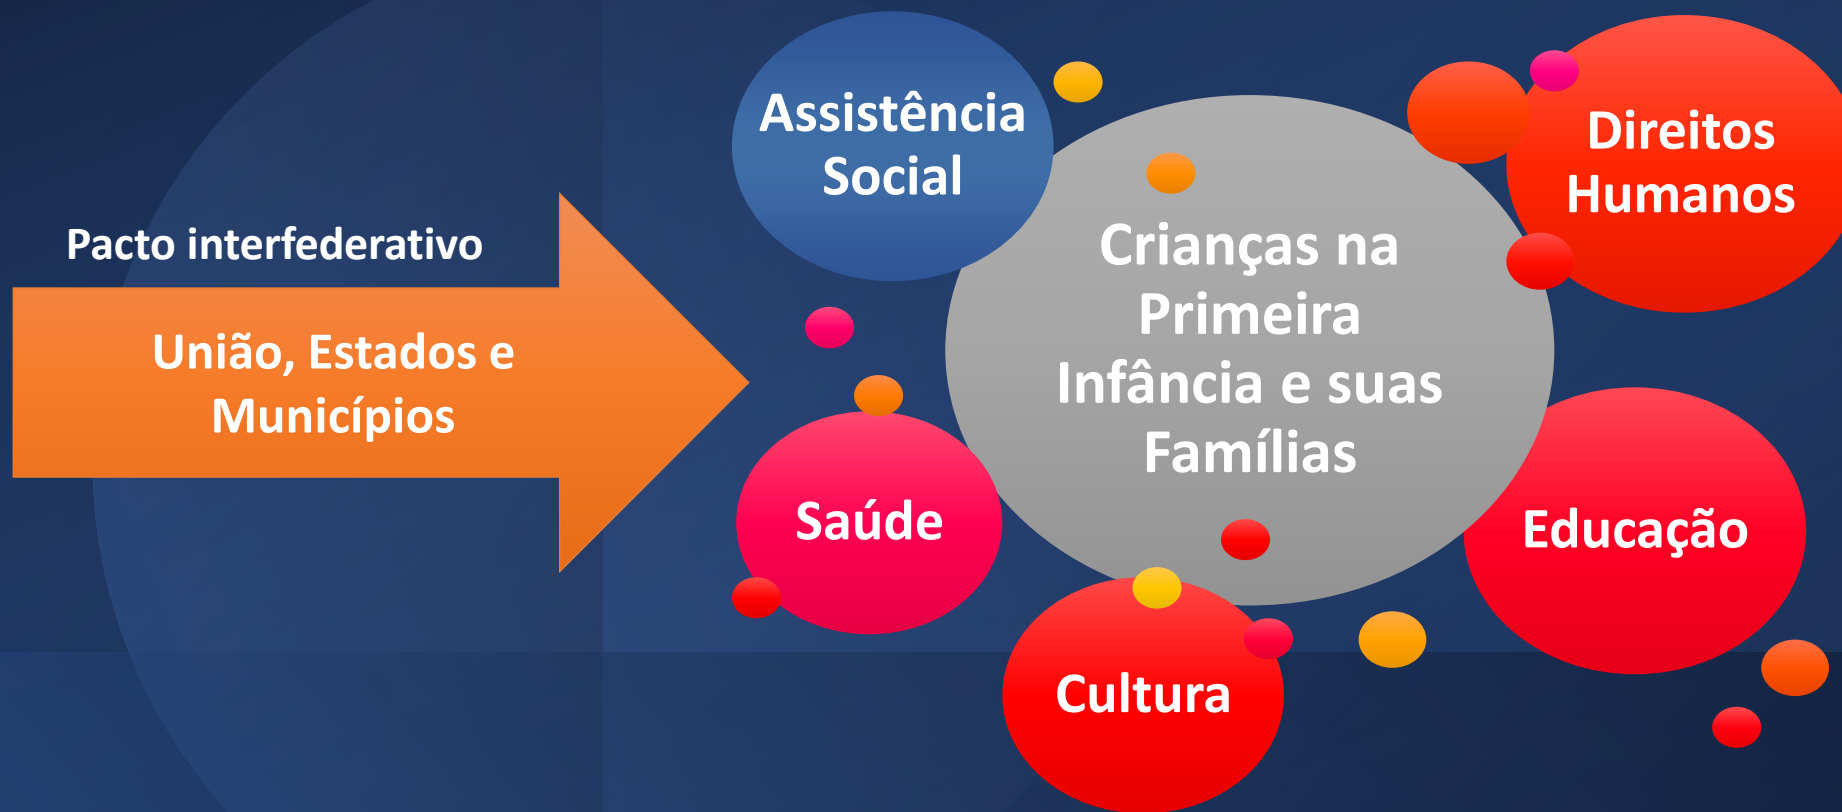 Pacto interfederativo
União, Estados e
Municípios
Assistência
Social
Direitos
Humanos
Crianças na
Primeira
Infância e suas
Famílias
Saúde
Educação
Cultura